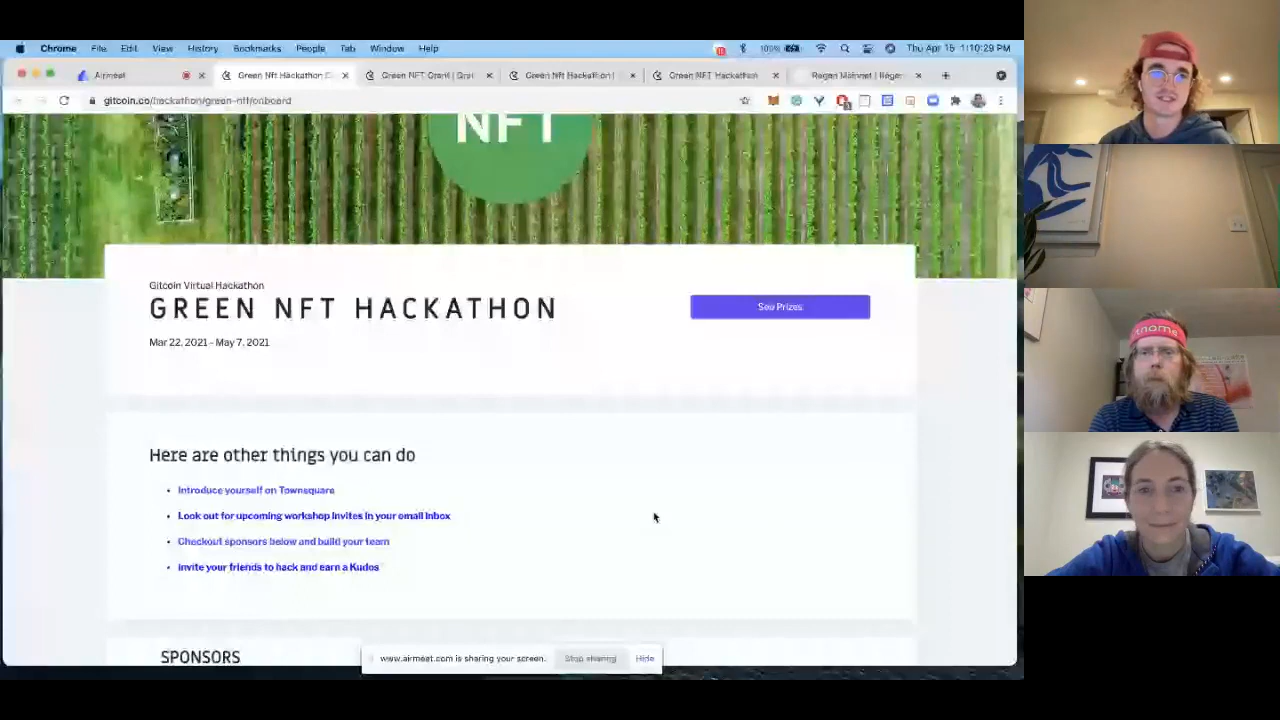 Chrome File Edit View History Bookmarks People Tab Window Help
100% Thu Apr 15 1:10:29 PM
Airmeet
Green Nft Hackathon
Green NFT Grant
Green Nft Hackathon
Green NFT Hackathon
gitcoin.co/hackathon/green-nft/onboard
NFT
Gitcoin Virtual Hackathon
GREEN NFT HACKATHON
See Prizes
Mar 22, 2021 - May 7, 2021
Here are other things you can do
Introduce yourself on Townsquare
Look out for upcoming workshop invites in your email inbox
Checkout sponsors below and build your team
Invite your friends to hack and earn a Kudos
SPONSORS
www.airmeet.com is sharing your screen.
Stop sharing
Hide